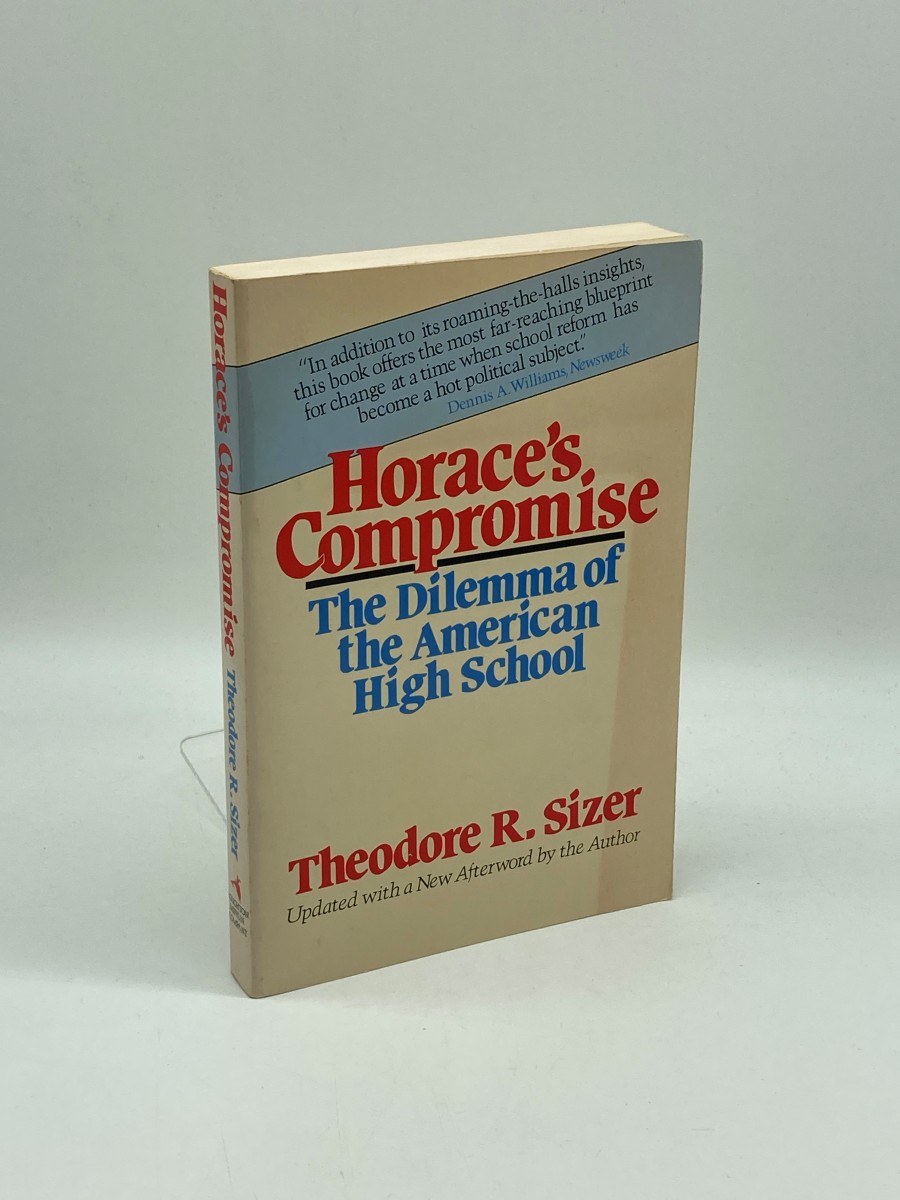 "In addition to its roaming-the-halls insights,
this book offers the most far-reaching blueprint
for change at a time when school reform has
become a hot political subject."
Dennis A. Williams, Newsweek
Horace's
Compromise
The Dilemma of
the American
High School
Theodore R. Sizer
Updated with a New Afterword by the Author
Horace's Compromise Theodore R. Sizer